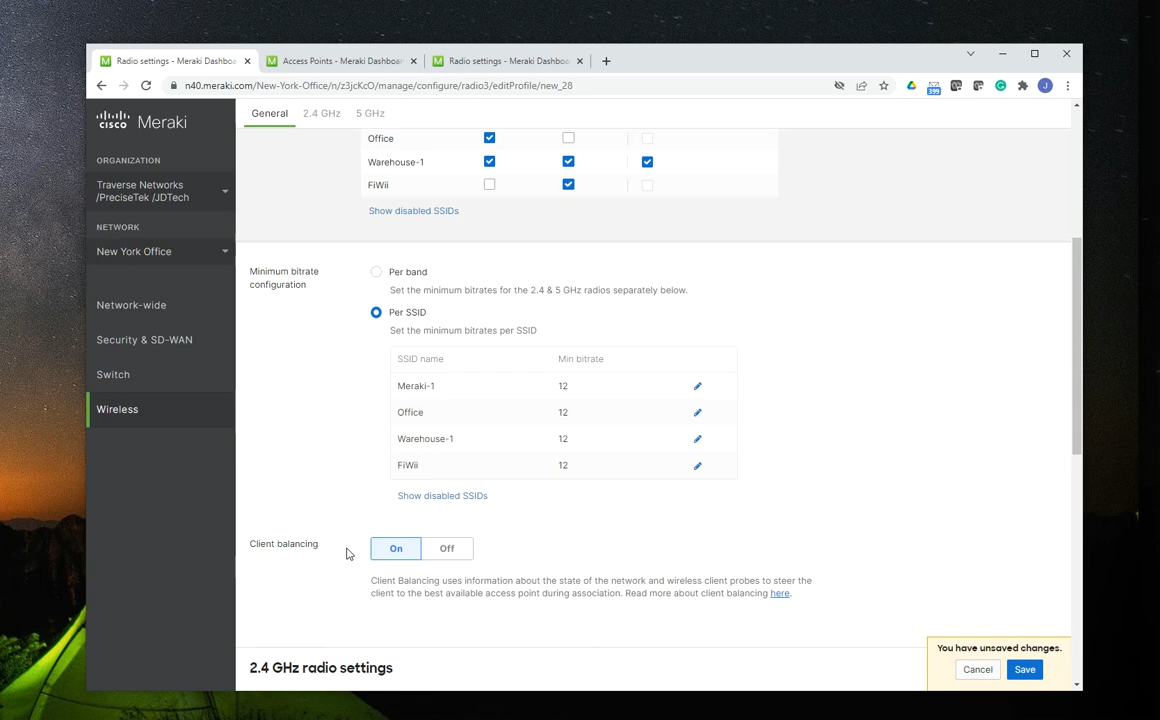 Radio settings - Meraki Dashboa
Access Points - Meraki Dashboa
Radio settings - Meraki Dashboa
n40.meraki.com/New-York-Office/n/z3jcKcO/manage/configure/radio3/editProfile/new_28
399
J
cisco Meraki
General
2.4 GHz
5 GHz
ORGANIZATION
Traverse Networks
/PreciseTek /JDTech
NETWORK
New York Office
Network-wide
Security & SD-WAN
Switch
Wireless
Office
Warehouse-1
FiWii
Show disabled SSIDs
Minimum bitrate
configuration
Per band
Set the minimum bitrates for the 2.4 & 5 GHz radios separately below.
Per SSID
Set the minimum bitrates per SSID
SSID name Min bitrate
Meraki-1 12
Office 12
Warehouse-1 12
FiWii 12
Show disabled SSIDs
Client balancing
On Off
Client Balancing uses information about the state of the network and wireless client probes to steer the
client to the best available access point during association. Read more about client balancing here.
2.4 GHz radio settings
You have unsaved changes.
Cancel Save